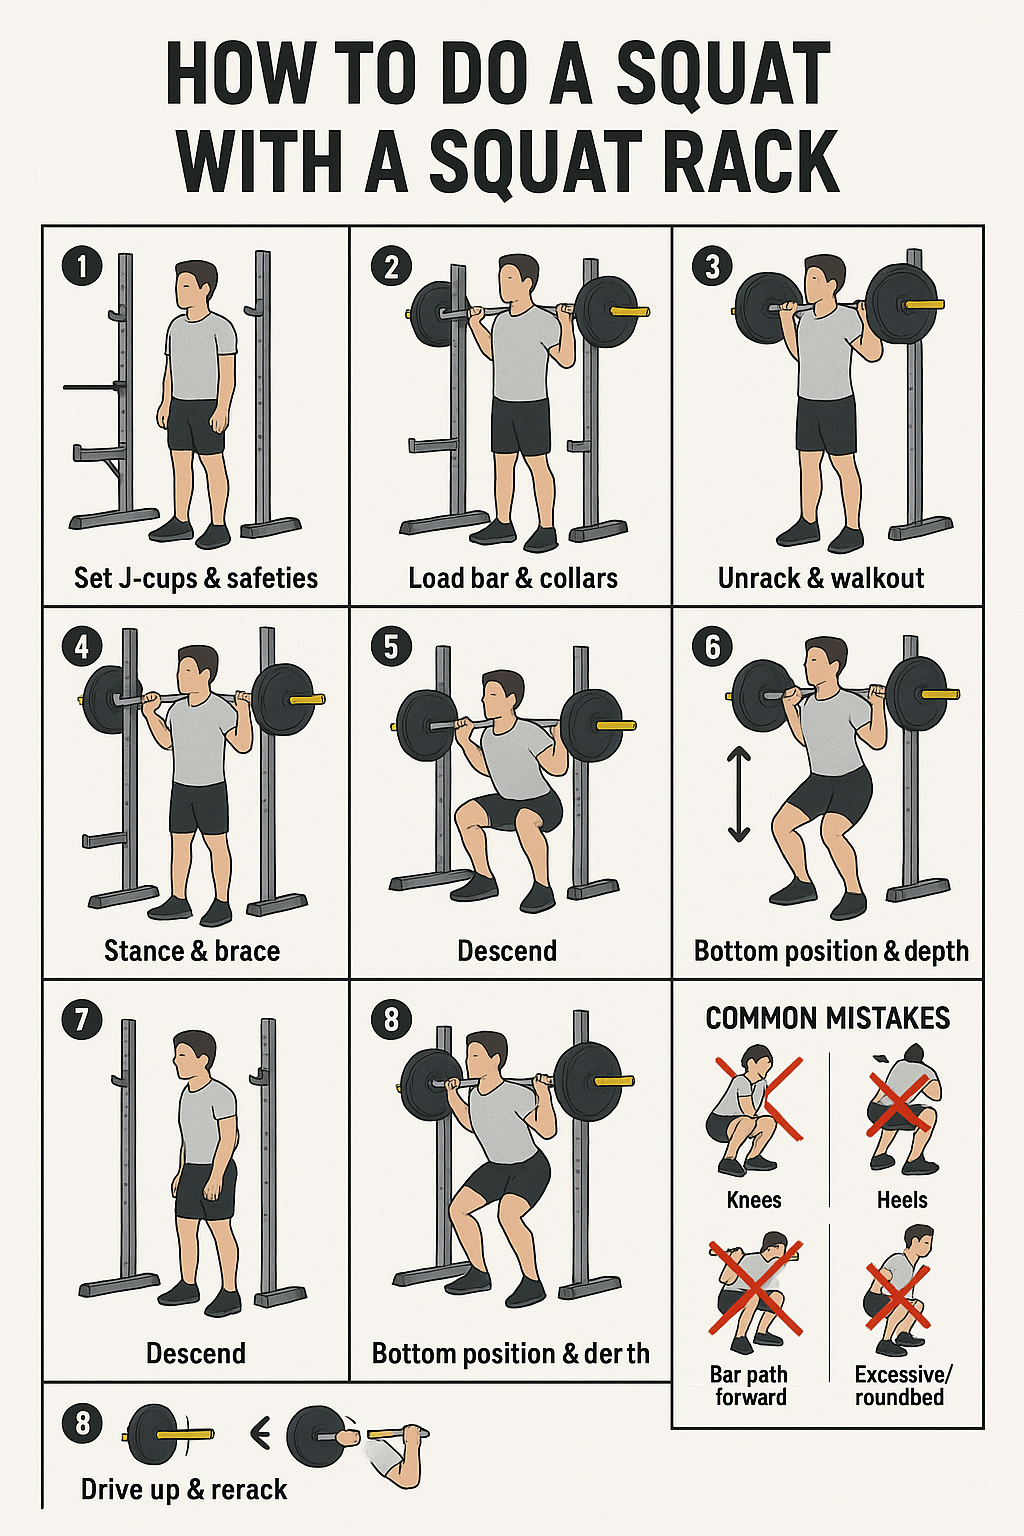 HOW TO DO A SQUAT
WITH A SQUAT RACK
1
Set J-cups & safeties
2
Load bar & collars
3
Unrack & walkout
4
Stance & brace
5
Descend
6
Bottom position & depth
7
Descend
8
Bottom position & der th
COMMON MISTAKES
Knees
Heels
Bar path
forward
Excessive/
roundbed
8
Drive up & rerack